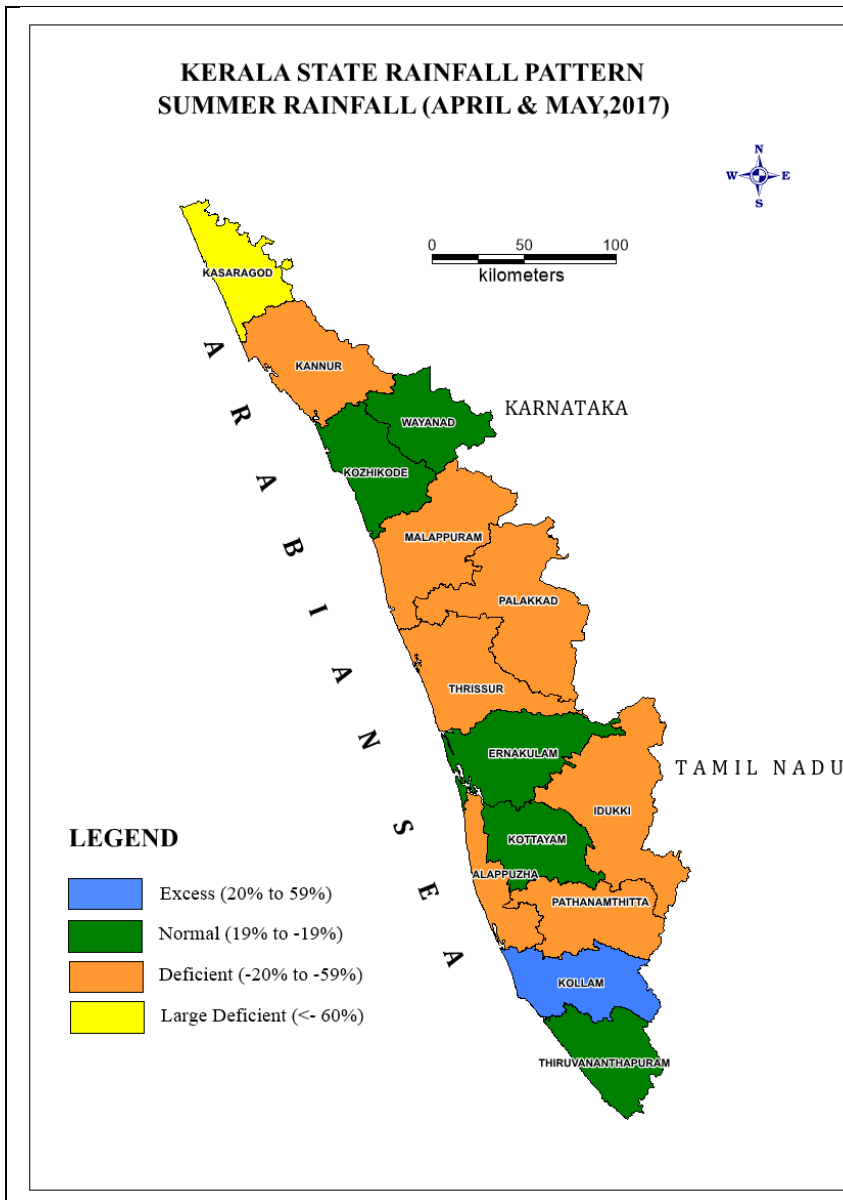 KERALA STATE RAINFALL PATTERN
SUMMER RAINFALL (APRIL & MAY,2017)
N
W E
S
0 50 100
kilometers
KASARAGOD
KANNUR
WAYANAD
KARNATAKA
KOZHIKODE
MALAPPURAM
PALAKKAD
THRISSUR
ERNAKULAM
TAMIL NADU
IDUKKI
KOTTAYAM
ALAPPUZHA
PATHANAMTHITTA
KOLLAM
THIRUVANANTHAPURAM
ARABIAN SEA
LEGEND
Excess (20% to 59%)
Normal (19% to -19%)
Deficient (-20% to -59%)
Large Deficient (<- 60%)